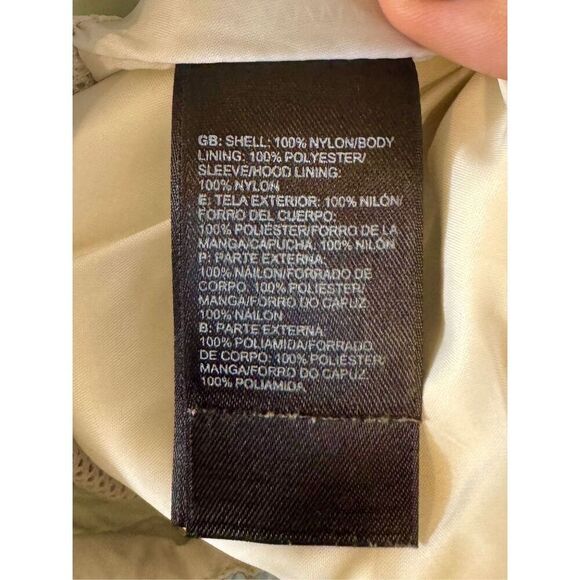 GB: SHELL: 100% NYLON/BODY
LINING: 100% POLYESTER/
SLEEVE/HOOD LINING:
100% NYLON
E: TELA EXTERIOR: 100% NILÓN/
FORRO DEL CUERPO:
100% POLIÉSTER/FORRO DE LA
MANGA/CAPUCHA: 100% NILÓN
P: PARTE EXTERNA:
100% NÁILON/FORRADO DE
CORPO: 100% POLIÉSTER/
MANGA/FORRO DO CAPUZ:
100% NÁILON
B: PARTE EXTERNA:
100% POLIAMIDA/FORRADO
DE CORPO: 100% POLIÉSTER/
MANGA/FORRO DO CAPUZ:
100% POLIAMIDA